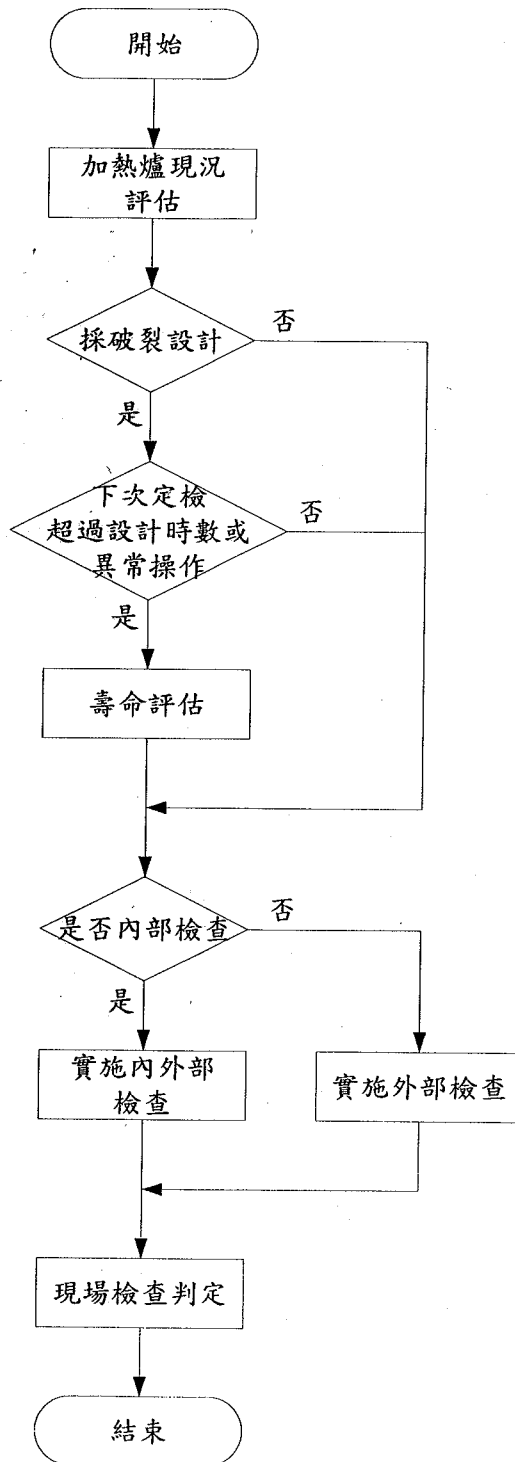 開始
加熱爐現況
評估
採破裂設計
否
是
下次定檢
超過設計時數或
異常操作
否
是
壽命評估
是否內部檢查
否
是
實施內外部
檢查
實施外部檢查
現場檢查判定
結束